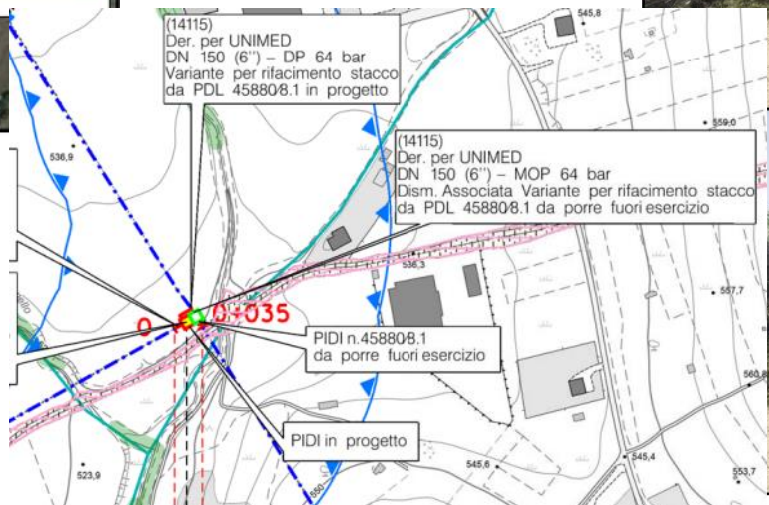 (14115)
Der. per UNIMED
DN 150 (6'') – DP 64 bar
Variante per rifacimento stacco
da PDL 45880/8.1 in progetto
545,8
559,0
536,9
(14115)
Der. per UNIMED
DN 150 (6'') – MOP 64 bar
Dism. Associata Variante per rifacimento stacco
da PDL 45880/8.1 da porre fuori esercizio
536,3
557,7
0
0+035
PIDI n.45880/8.1
da porre fuori esercizio
560,8
PIDI in progetto
523,9
545,6
545,4
553,7
550